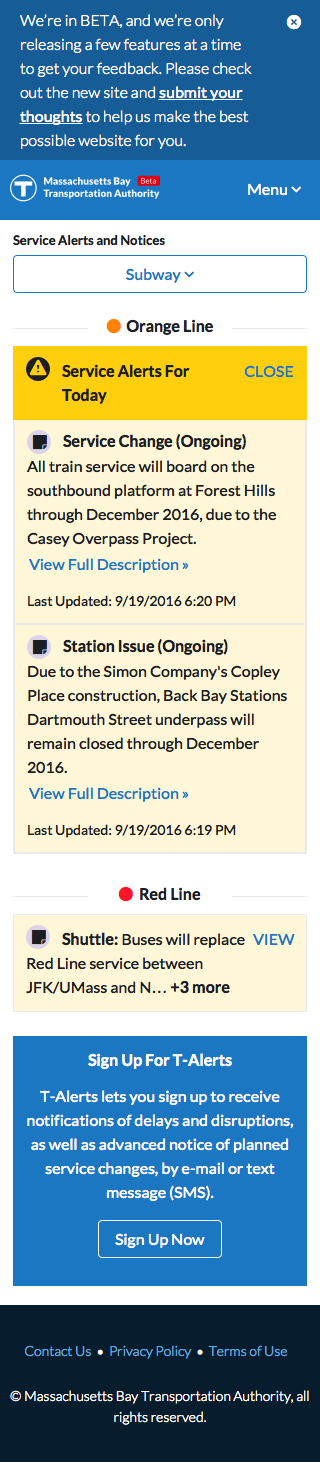 We're in BETA, and we're only
releasing a few features at a time
to get your feedback. Please check
out the new site and submit your
thoughts to help us make the best
possible website for you.
T Massachusetts Bay Beta
Transportation Authority
Menu
Service Alerts and Notices
Subway
Orange Line
Service Alerts For CLOSE
Today
Service Change (Ongoing)
All train service will board on the
southbound platform at Forest Hills
through December 2016, due to the
Casey Overpass Project.
View Full Description »
Last Updated: 9/19/2016 6:20 PM
Station Issue (Ongoing)
Due to the Simon Company's Copley
Place construction, Back Bay Stations
Dartmouth Street underpass will
remain closed through December
2016.
View Full Description »
Last Updated: 9/19/2016 6:19 PM
Red Line
Shuttle: Buses will replace VIEW
Red Line service between
JFK/UMass and N… +3 more
Sign Up For T-Alerts
T-Alerts lets you sign up to receive
notifications of delays and disruptions,
as well as advanced notice of planned
service changes, by e-mail or text
message (SMS).
Sign Up Now
Contact Us • Privacy Policy • Terms of Use
© Massachusetts Bay Transportation Authority, all
rights reserved.